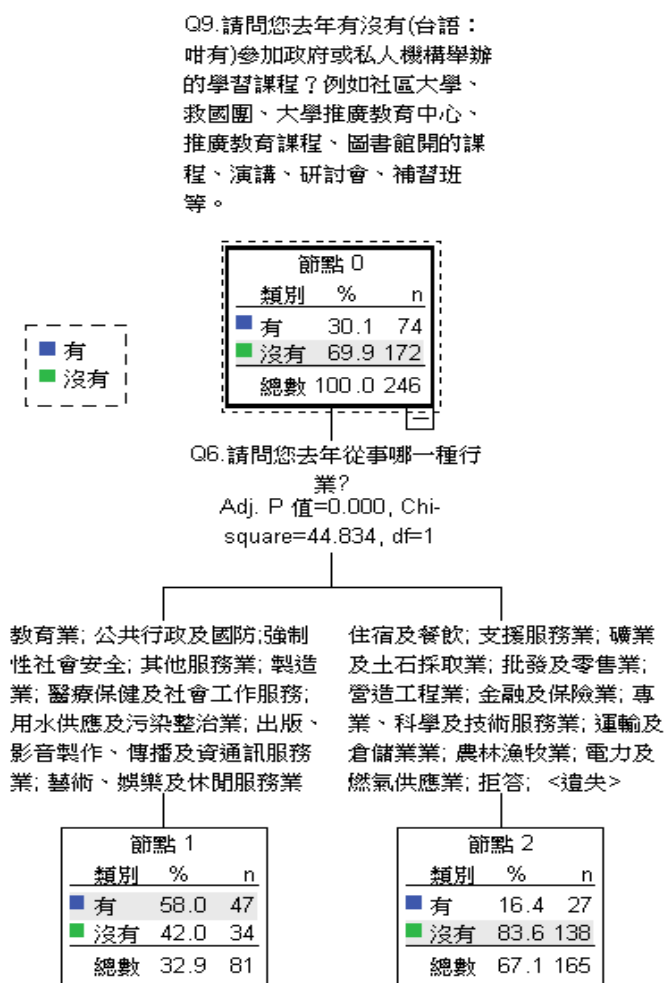 Q9.請問您去年有沒有(台語：
咁有)參加政府或私人機構舉辦
的學習課程？例如社區大學、
救國團、大學推廣教育中心、
推廣教育課程、圖書館開的課
程、演講、研討會、補習班
等。
節點 0
類別 % n
有 30.1 74
沒有 69.9 172
總數 100.0 246
有
沒有
Q6.請問您去年從事哪一種行
業?
Adj. P 值=0.000, Chi-
square=44.834, df=1
教育業; 公共行政及國防;強制
性社會安全; 其他服務業; 製造
業; 醫療保健及社會工作服務;
用水供應及污染整治業; 出版、
影音製作、傳播及資通訊服務
業; 藝術、娛樂及休閒服務業
住宿及餐飲; 支援服務業; 礦業
及土石採取業; 批發及零售業;
營造工程業; 金融及保險業; 專
業、科學及技術服務業; 運輸及
倉儲業業; 農林漁牧業; 電力及
燃氣供應業; 拒答; <遺失>
節點 1
類別 % n
有 58.0 47
沒有 42.0 34
總數 32.9 81
節點 2
類別 % n
有 16.4 27
沒有 83.6 138
總數 67.1 165